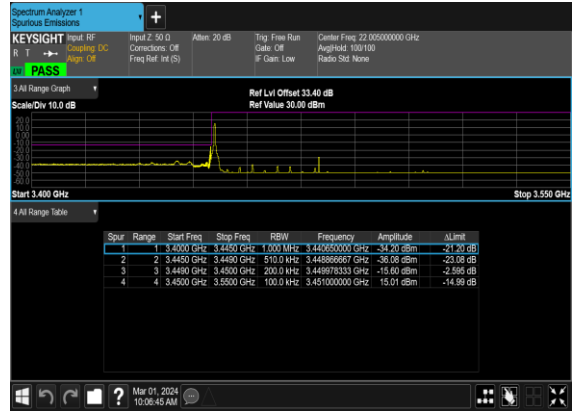 Spectrum Analyzer 1
Spurious Emissions
KEYSIGHT Input: RF Input Z: 50 Ω Atten: 20 dB Trig: Free Run Center Freq: 22.005000000 GHz
R T Coupling: DC Corrections: Off Gate: Off Avg|Hold: 100/100
Align: Off Freq Ref: Int (S) IF Gain: Low Radio Std: None
PASS
3 All Range Graph Ref Lvl Offset 33.40 dB
Scale/Div 10.0 dB Ref Value 30.00 dBm
20.0
10.0
0.00
-10.0
-20.0
-30.0
-40.0
-50.0
-60.0
Start 3.400 GHz Stop 3.550 GHz
4 All Range Table
Spur Range Start Freq Stop Freq RBW Frequency Amplitude ΔLimit
1 1 3.4000 GHz 3.4450 GHz 1.000 MHz 3.440650000 GHz -34.20 dBm -21.20 dB
2 2 3.4450 GHz 3.4490 GHz 510.0 kHz 3.448866667 GHz -36.08 dBm -23.08 dB
3 3 3.4490 GHz 3.4500 GHz 200.0 kHz 3.449978333 GHz -15.60 dBm -2.595 dB
4 4 3.4500 GHz 3.5500 GHz 100.0 kHz 3.451000000 GHz 15.01 dBm -14.99 dB
? Mar 01, 2024
10:06:45 AM